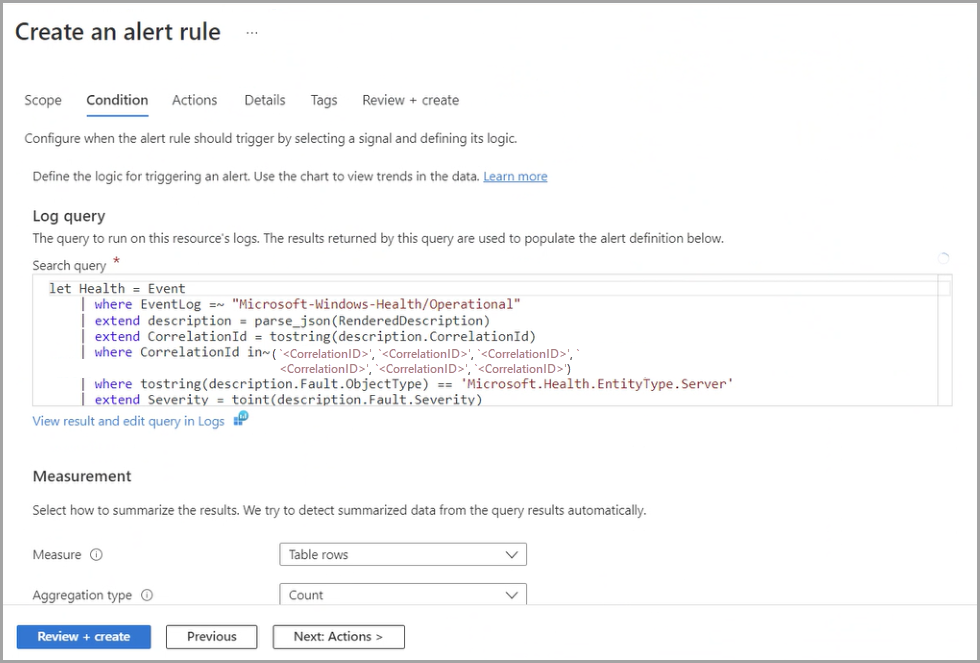 Create an alert rule ...
Scope Condition Actions Details Tags Review + create
Configure when the alert rule should trigger by selecting a signal and defining its logic.
Define the logic for triggering an alert. Use the chart to view trends in the data. Learn more
Log query
The query to run on this resource's logs. The results returned by this query are used to populate the alert definition below.
Search query *
let Health = Event
| where EventLog =~ "Microsoft-Windows-Health/Operational"
| extend description = parse_json(RenderedDescription)
| extend CorrelationId = tostring(description.CorrelationId)
| where CorrelationId in~(`<CorrelationID>',`<CorrelationID>',`<CorrelationID>',`
<CorrelationID>',`<CorrelationID>',`<CorrelationID>')
| where tostring(description.Fault.ObjectType) == 'Microsoft.Health.EntityType.Server'
| extend Severity = toint(description.Fault.Severity)
View result and edit query in Logs
Measurement
Select how to summarize the results. We try to detect summarized data from the query results automatically.
Measure Table rows
Aggregation type Count
Review + create Previous Next: Actions >